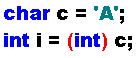 char c = 'A';
int i = (int) c;